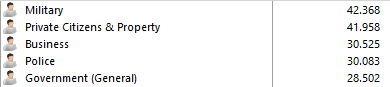 Military 42.368
Private Citizens & Property 41.958
Business 30.525
Police 30.083
Government (General) 28.502